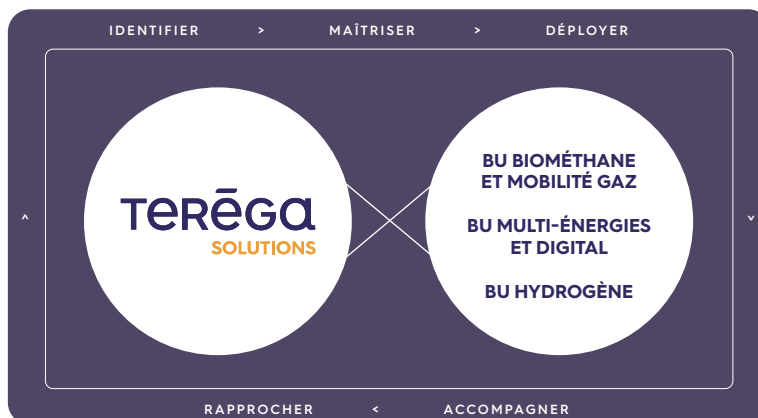 IDENTIFIER > MAÎTRISER > DÉPLOYER
TERĒGA
SOLUTIONS
BU BIOMÉTHANE
ET MOBILITÉ GAZ
BU MULTI-ÉNERGIES
ET DIGITAL
BU HYDROGÈNE
RAPPROCHER < ACCOMPAGNER